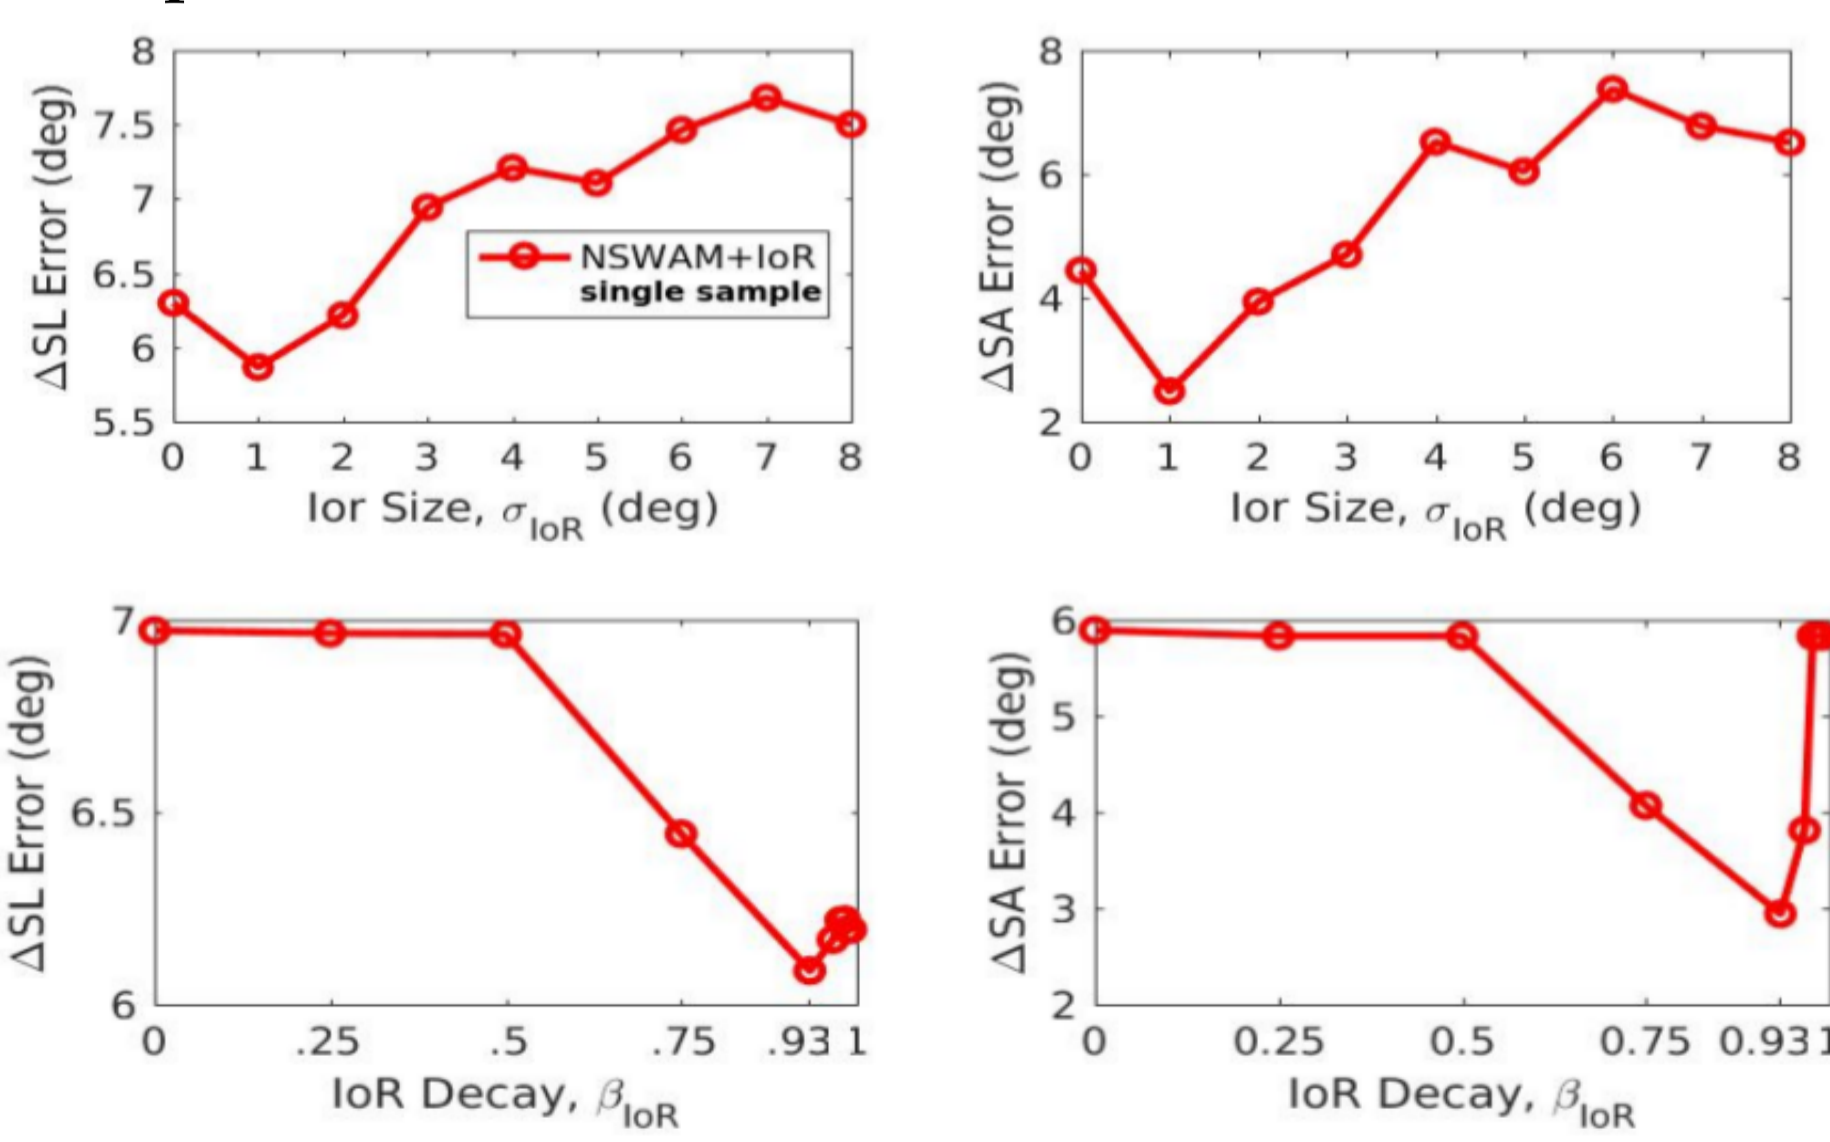 8
7.5
7
6.5
6
5.5
ΔSL Error (deg)
NSWAM+IoR
single sample
0 1 2 3 4 5 6 7 8
Ior Size, σIoR (deg)
8
6
4
2
ΔSA Error (deg)
0 1 2 3 4 5 6 7 8
Ior Size, σIoR (deg)
7
6.5
6
ΔSL Error (deg)
0 .25 .5 .75 .93 1
IoR Decay, βIoR
6
5
4
3
2
ΔSA Error (deg)
0 0.25 0.5 0.75 0.93 1
IoR Decay, βIoR